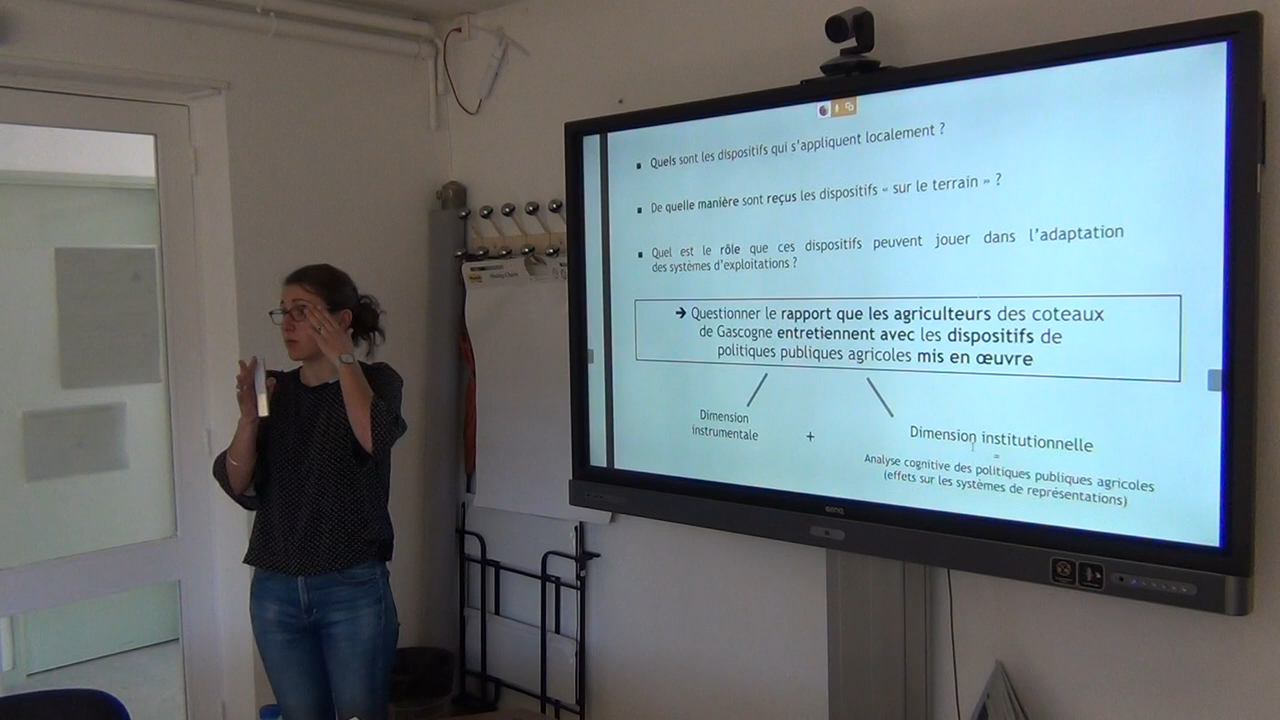 ▪ Quels sont les dispositifs qui s'appliquent localement ?
▪ De quelle manière sont reçus les dispositifs « sur le terrain » ?
▪ Quel est le rôle que ces dispositifs peuvent jouer dans l'adaptation
des systèmes d'exploitations ?
➔ Questionner le rapport que les agriculteurs des coteaux
de Gascogne entretiennent avec les dispositifs de
politiques publiques agricoles mis en œuvre
Dimension
instrumentale
+
Dimension institutionnelle
=
Analyse cognitive des politiques publiques agricoles
(effets sur les systèmes de représentations)
BenQ